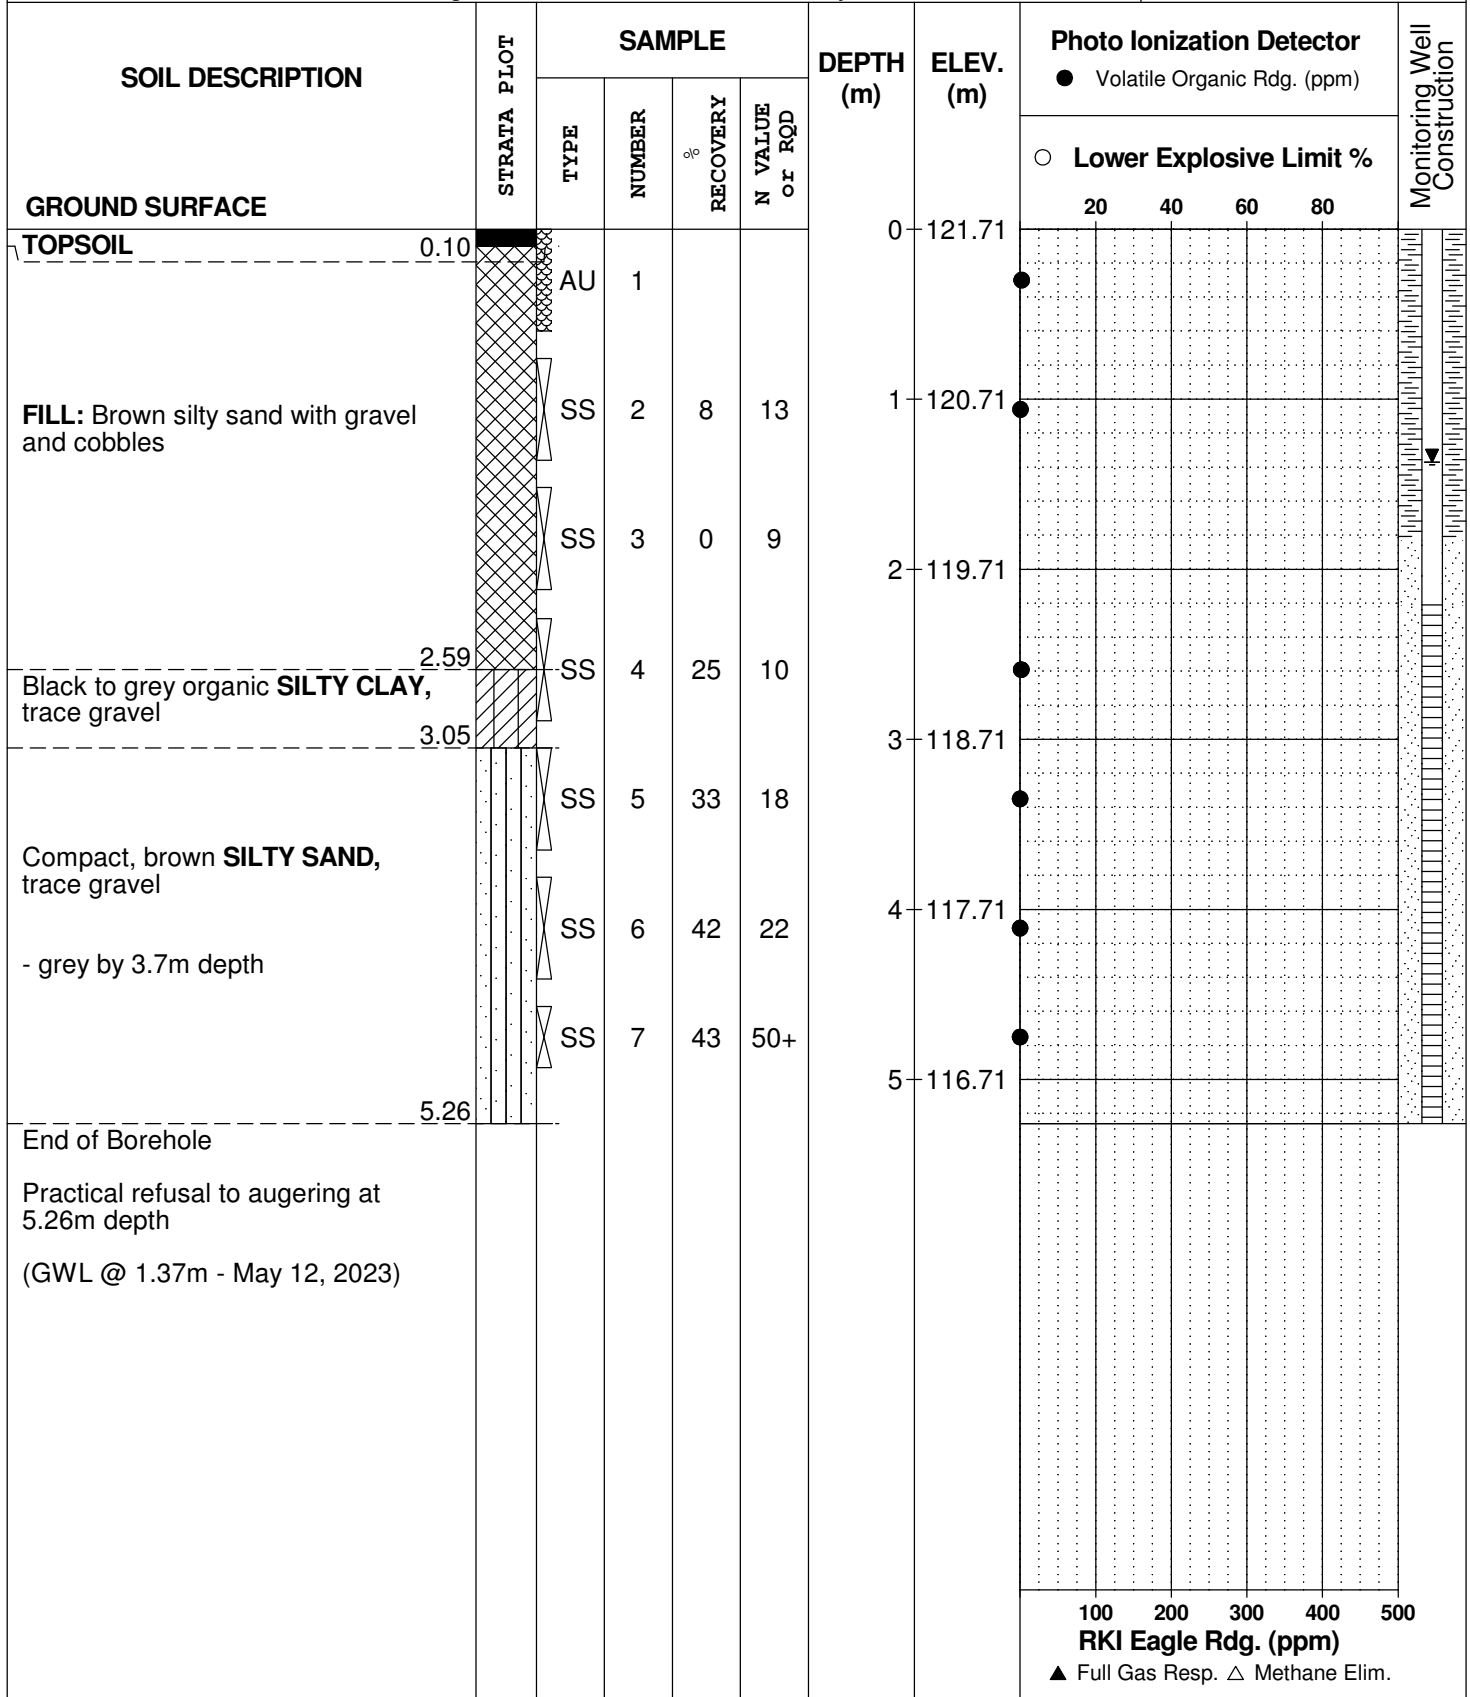 SOIL DESCRIPTION
GROUND SURFACE
STRATA PLOT
SAMPLE
TYPE
NUMBER
% RECOVERY
N VALUE or RQD
DEPTH (m)
ELEV. (m)
Photo Ionization Detector
● Volatile Organic Rdg. (ppm)
○ Lower Explosive Limit %
20 40 60 80
Monitoring Well Construction
0 121.71
TOPSOIL 0.10
AU 1
FILL: Brown silty sand with gravel
and cobbles
1 120.71
SS 2 8 13
SS 3 0 9
2 119.71
2.59
SS 4 25 10
Black to grey organic SILTY CLAY,
trace gravel
3.05
3 118.71
SS 5 33 18
Compact, brown SILTY SAND,
trace gravel
4 117.71
SS 6 42 22
- grey by 3.7m depth
SS 7 43 50+
5 116.71
5.26
End of Borehole
Practical refusal to augering at
5.26m depth
(GWL @ 1.37m - May 12, 2023)
100 200 300 400 500
RKI Eagle Rdg. (ppm)
▲ Full Gas Resp. △ Methane Elim.